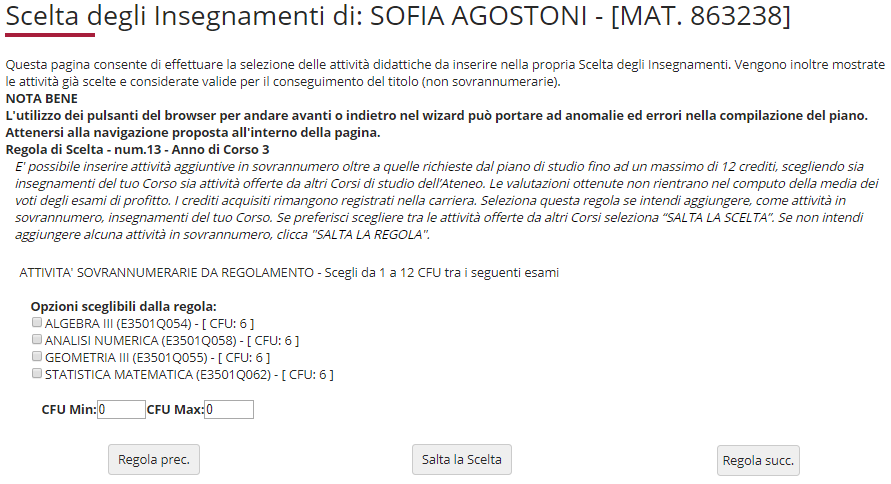 Scelta degli Insegnamenti di: SOFIA AGOSTONI - [MAT. 863238]
Questa pagina consente di effettuare la selezione delle attività didattiche da inserire nella propria Scelta degli Insegnamenti. Vengono inoltre mostrate
le attività già scelte e considerate valide per il conseguimento del titolo (non sovrannumerarie).
NOTA BENE
L'utilizzo dei pulsanti del browser per andare avanti o indietro nel wizard può portare ad anomalie ed errori nella compilazione del piano.
Attenersi alla navigazione proposta all'interno della pagina.
Regola di Scelta - num.13 - Anno di Corso 3
E' possibile inserire attività aggiuntive in sovrannumero oltre a quelle richieste dal piano di studio fino ad un massimo di 12 crediti, scegliendo sia
insegnamenti del tuo Corso sia attività offerte da altri Corsi di studio dell’Ateneo. Le valutazioni ottenute non rientrano nel computo della media dei
voti degli esami di profitto. I crediti acquisiti rimangono registrati nella carriera. Seleziona questa regola se intendi aggiungere, come attività in
sovrannumero, insegnamenti del tuo Corso. Se preferisci scegliere tra le attività offerte da altri Corsi seleziona “SALTA LA SCELTA”. Se non intendi
aggiungere alcuna attività in sovrannumero, clicca "SALTA LA REGOLA".
ATTIVITA' SOVRANNUMERARIE DA REGOLAMENTO - Scegli da 1 a 12 CFU tra i seguenti esami
Opzioni sceglibili dalla regola:
ALGEBRA III (E3501Q054) - [ CFU: 6 ]
ANALISI NUMERICA (E3501Q058) - [ CFU: 6 ]
GEOMETRIA III (E3501Q055) - [ CFU: 6 ]
STATISTICA MATEMATICA (E3501Q062) - [ CFU: 6 ]
CFU Min: 0 CFU Max: 0
Regola prec. Salta la Scelta Regola succ.